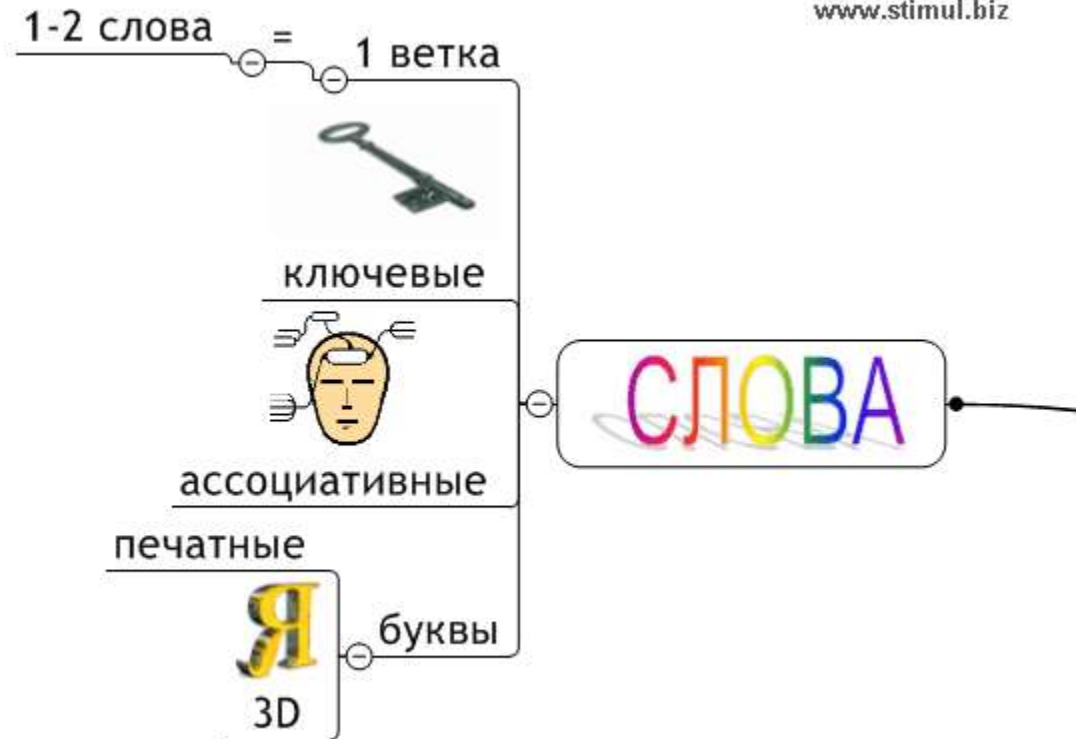 www.stimul.biz
1-2 слова
=
1 ветка
ключевые
СЛОВА
ассоциативные
печатные
Я
буквы
3D